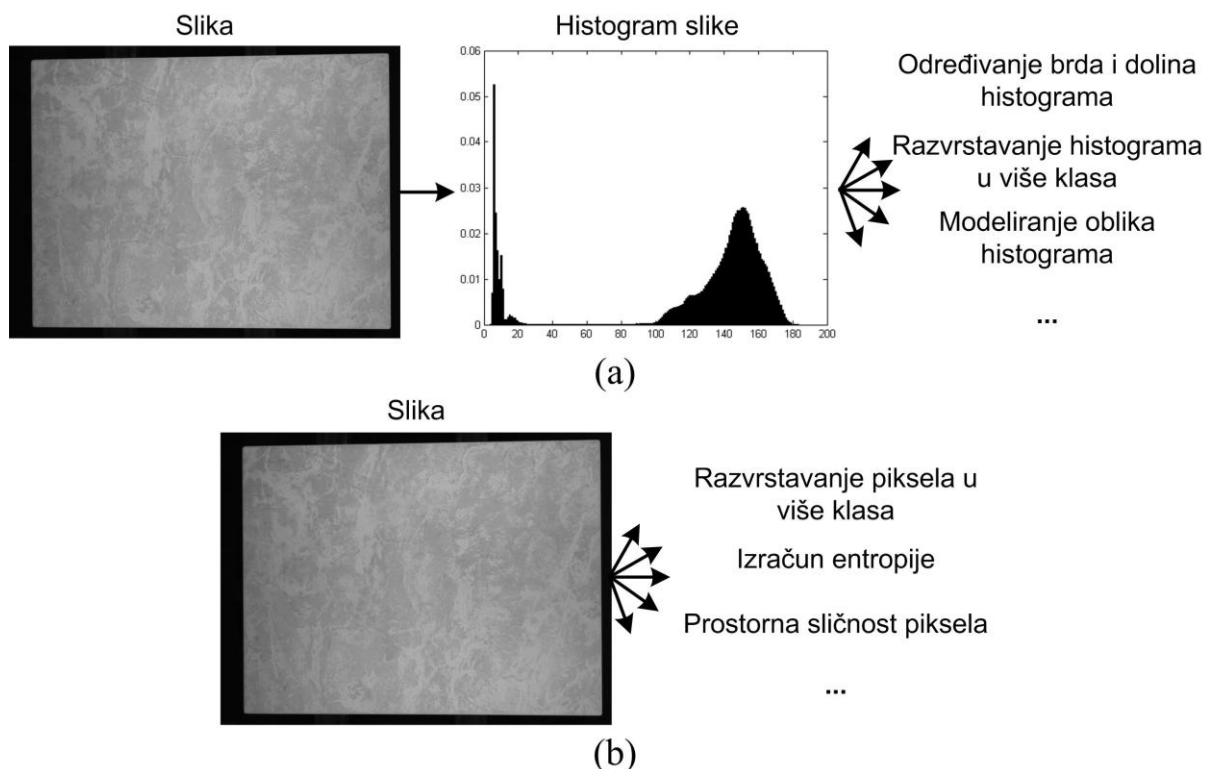 Slika
Histogram slike
0.06
0.05
0.04
0.03
0.02
0.01
0
0 20 40 60 80 100 120 140 160 180 200
Određivanje brda i dolina
histograma
Razvrstavanje histograma
u više klasa
Modeliranje oblika
histograma
...
(a)
Slika
Razvrstavanje piksela u
više klasa
Izračun entropije
Prostorna sličnost piksela
...
(b)